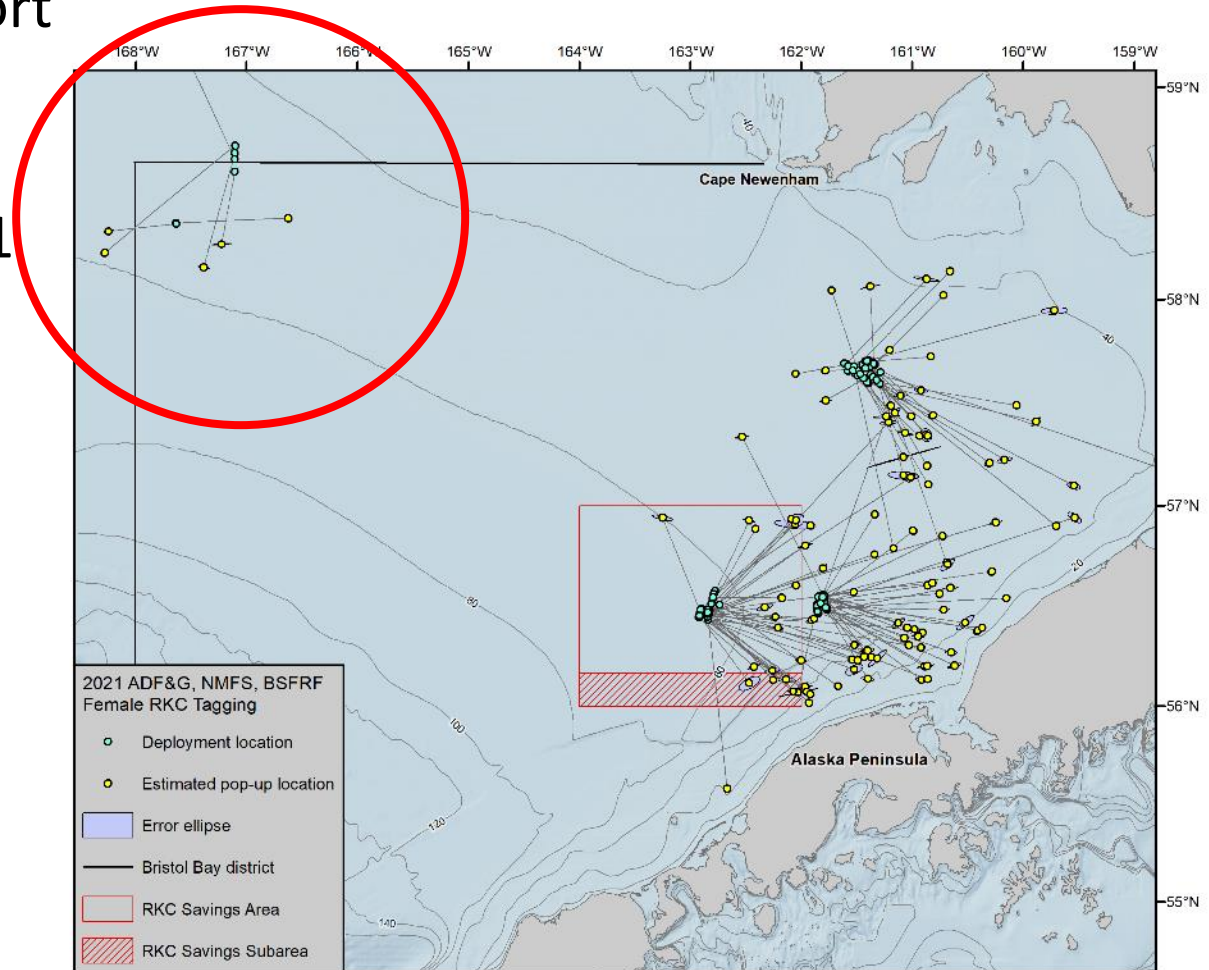 ort
168°W 167°W 166°W 165°W 164°W 163°W 162°W 161°W 160°W 159°W
59°N
40
Cape Newenham
1
58°N
40
57°N
20
80
60
2021 ADF&G, NMFS, BSFRF
Female RKC Tagging
56°N
100
Deployment location
Alaska Peninsula
Estimated pop-up location
120
Error ellipse
Bristol Bay district
55°N
RKC Savings Area
140
RKC Savings Subarea